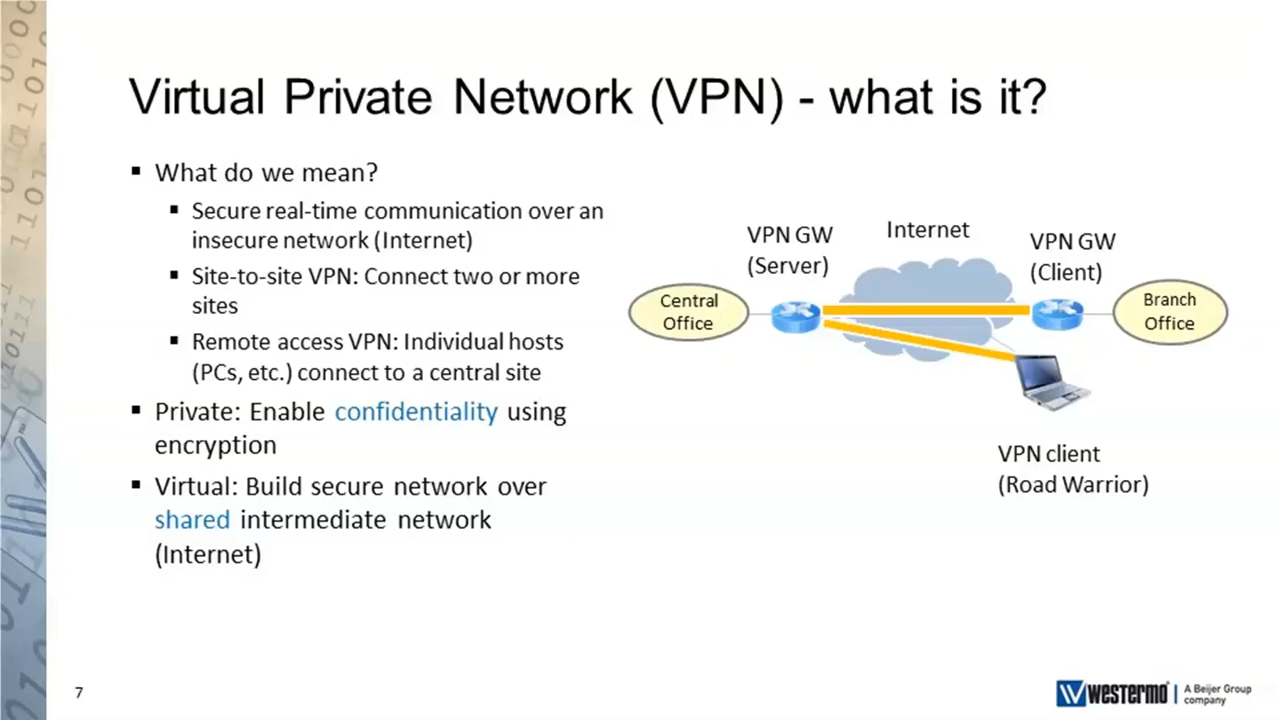 Virtual Private Network (VPN) - what is it?
What do we mean?
Secure real-time communication over an
insecure network (Internet)
Site-to-site VPN: Connect two or more
sites
Remote access VPN: Individual hosts
(PCs, etc.) connect to a central site
Private: Enable confidentiality using
encryption
Virtual: Build secure network over
shared intermediate network
(Internet)
VPN GW
(Server)
Internet
VPN GW
(Client)
Central
Office
Branch
Office
VPN client
(Road Warrior)
7
westermo
A Beijer Group
company